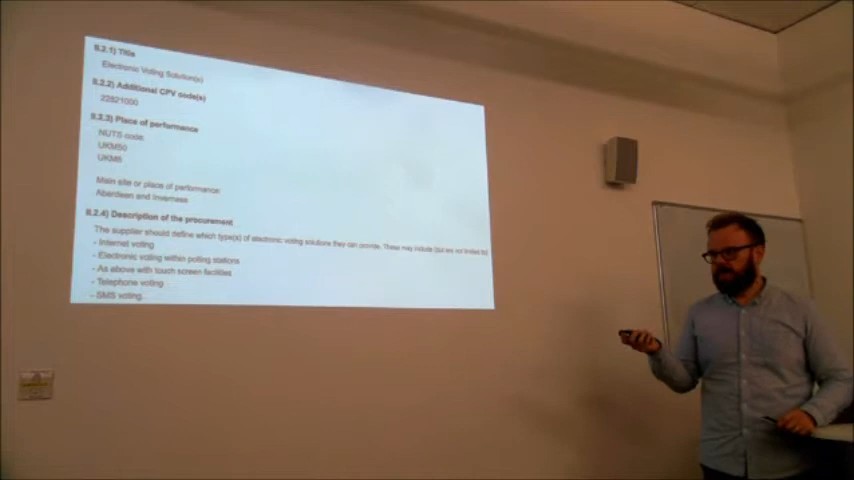 II.2.1) Title
Electronic Voting Solution(s)
II.2.2) Additional CPV code(s)
22821000
II.2.3) Place of performance
NUTS code:
UKM50
UKM6
Main site or place of performance:
Aberdeen and Inverness
II.2.4) Description of the procurement
The supplier should define which type(s) of electronic voting solutions they can provide. These may include (but are not limited to)
- Internet voting
- Electronic voting within polling stations
- As above with touch screen facilities
- Telephone voting
- SMS voting